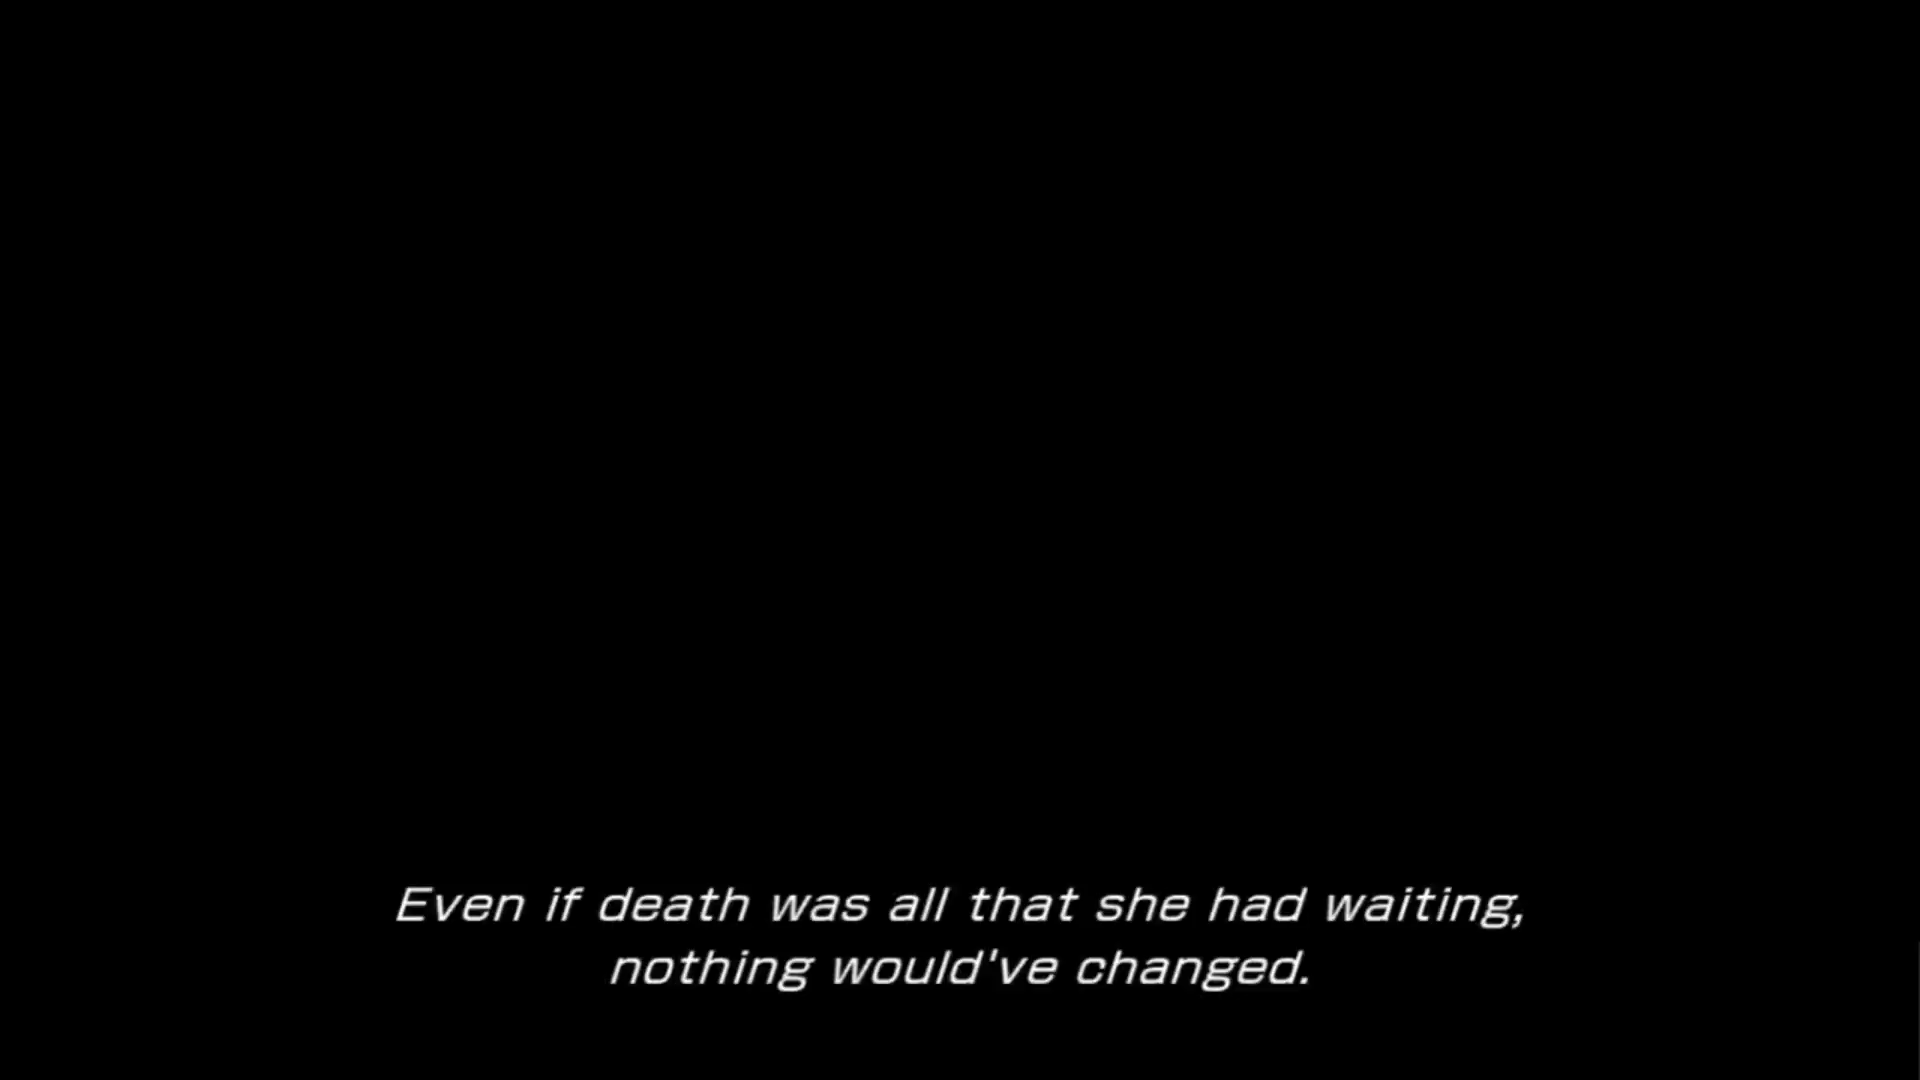 Even if death was all that she had waiting,
nothing would've changed.